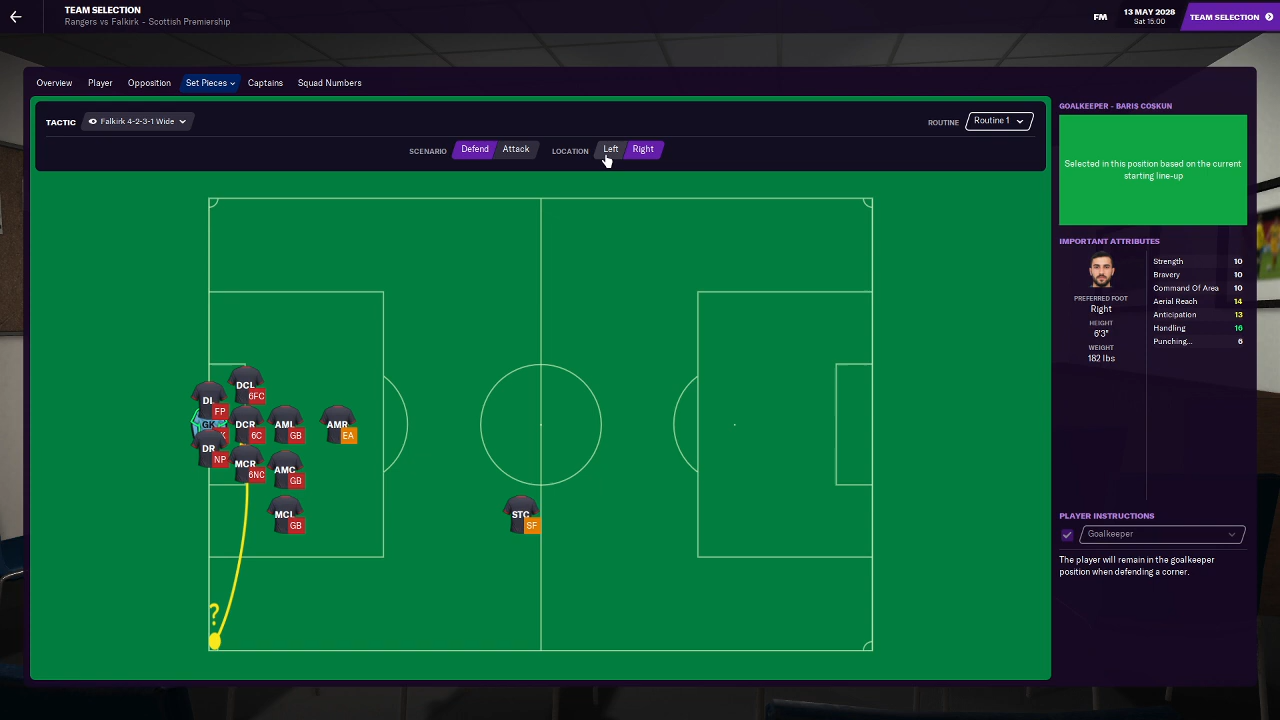 TEAM SELECTION
Rangers vs Falkirk - Scottish Premiership
FM
13 MAY 2028
Sat 15:00
TEAM SELECTION
Overview
Player
Opposition
Set Pieces
Captains
Squad Numbers
TACTIC
Falkirk 4-2-3-1 Wide
ROUTINE
Routine 1
SCENARIO
Defend
Attack
LOCATION
Left
Right
DCL
6FC
DL
FP
GK
DCR
6C
AML
GB
AMR
EA
DR
NP
MCR
6NC
AMC
GB
MCL
GB
STC
SF
?
GOALKEEPER - BARIS COSKUN
Selected in this position based on the current
starting line-up
IMPORTANT ATTRIBUTES
PREFERRED FOOT
Right
HEIGHT
6'3"
WEIGHT
182 lbs
Strength 10
Bravery 10
Command Of Area 10
Aerial Reach 14
Anticipation 13
Handling 16
Punching... 6
PLAYER INSTRUCTIONS
Goalkeeper
The player will remain in the goalkeeper
position when defending a corner.